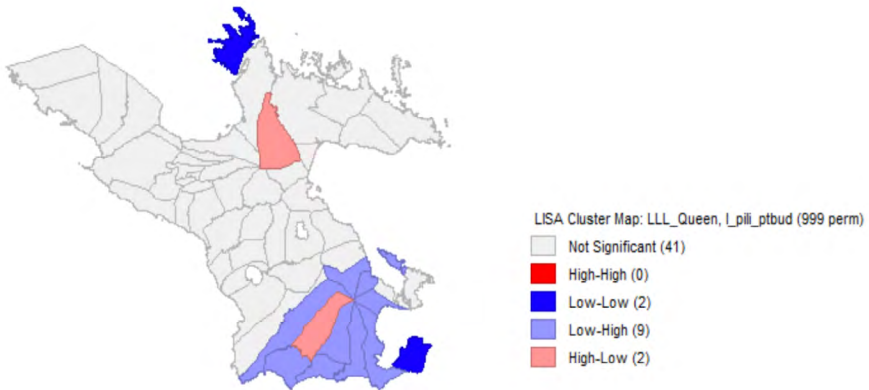 LISA Cluster Map: LLL_Queen, I_pili_ptbud (999 perm)
Not Significant (41)
High-High (0)
Low-Low (2)
Low-High (9)
High-Low (2)